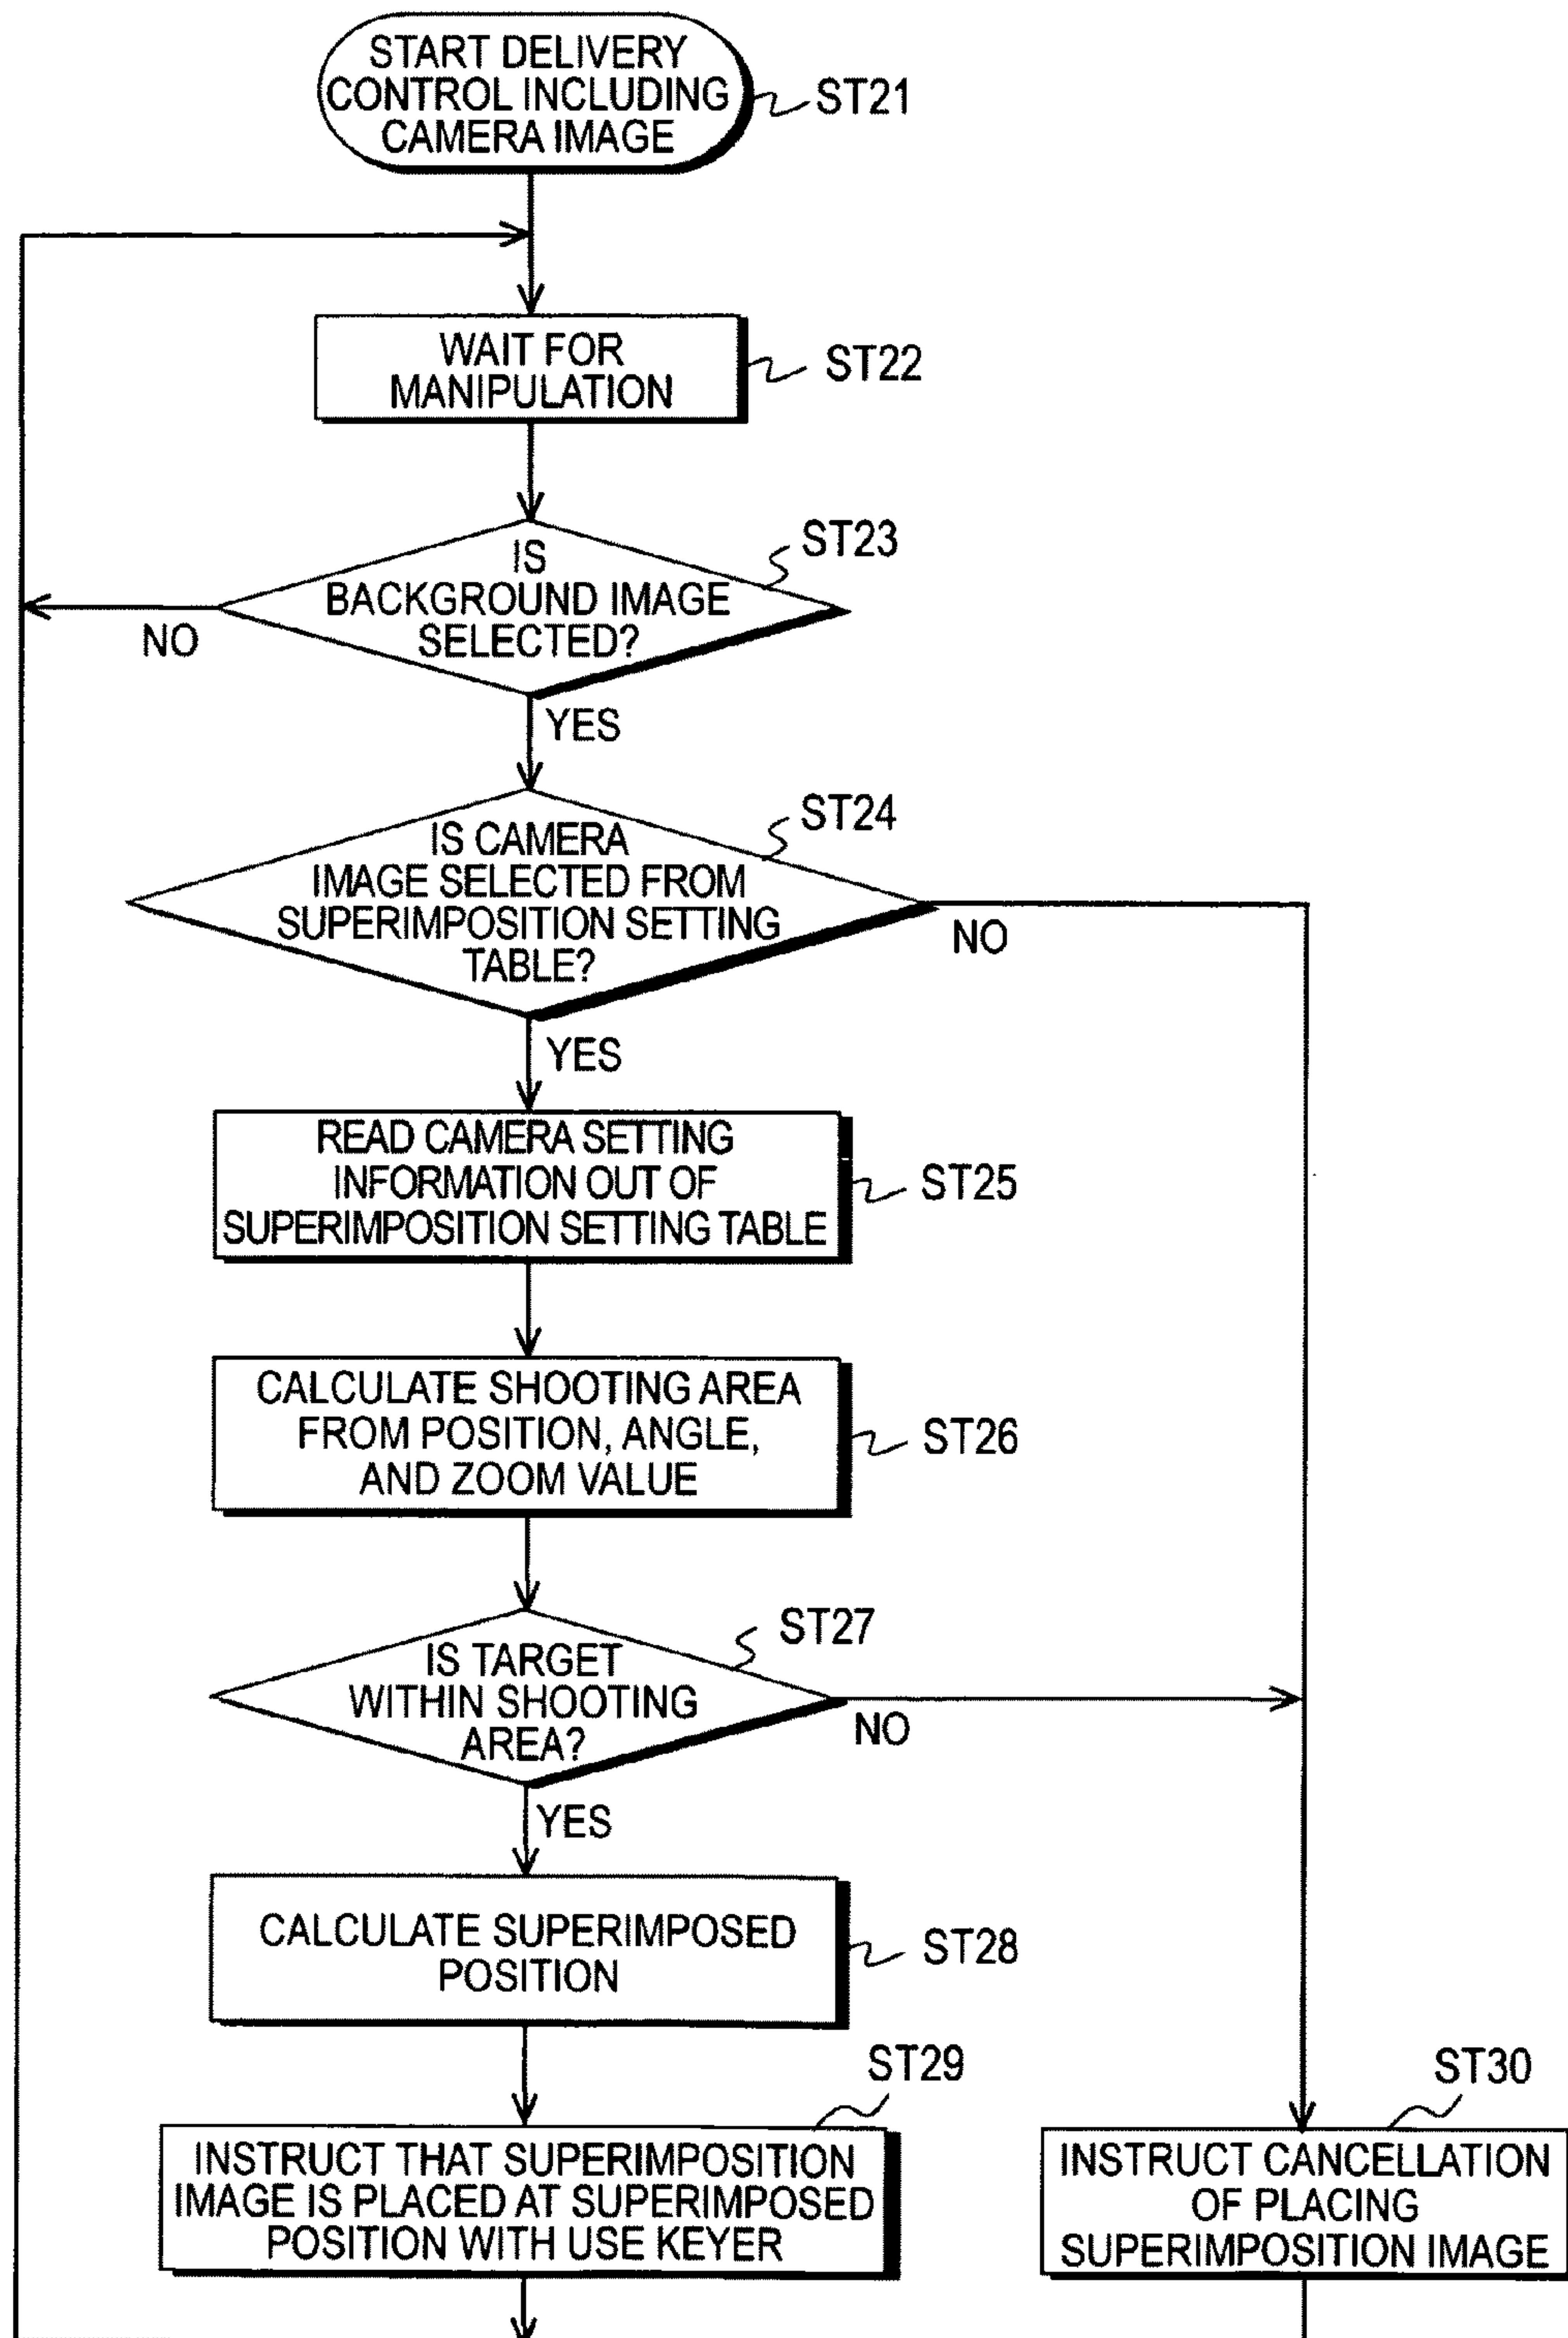 START DELIVERY
CONTROL INCLUDING
CAMERA IMAGE
ST21
WAIT FOR
MANIPULATION
ST22
ST23
IS
BACKGROUND IMAGE
SELECTED?
NO
YES
ST24
IS CAMERA
IMAGE SELECTED FROM
SUPERIMPOSITION SETTING
TABLE?
NO
YES
READ CAMERA SETTING
INFORMATION OUT OF
SUPERIMPOSITION SETTING TABLE
ST25
CALCULATE SHOOTING AREA
FROM POSITION, ANGLE,
AND ZOOM VALUE
ST26
ST27
IS TARGET
WITHIN SHOOTING
AREA?
NO
YES
CALCULATE SUPERIMPOSED
POSITION
ST28
ST29
INSTRUCT THAT SUPERIMPOSITION
IMAGE IS PLACED AT SUPERIMPOSED
POSITION WITH USE KEYER
ST30
INSTRUCT CANCELLATION
OF PLACING
SUPERIMPOSITION IMAGE